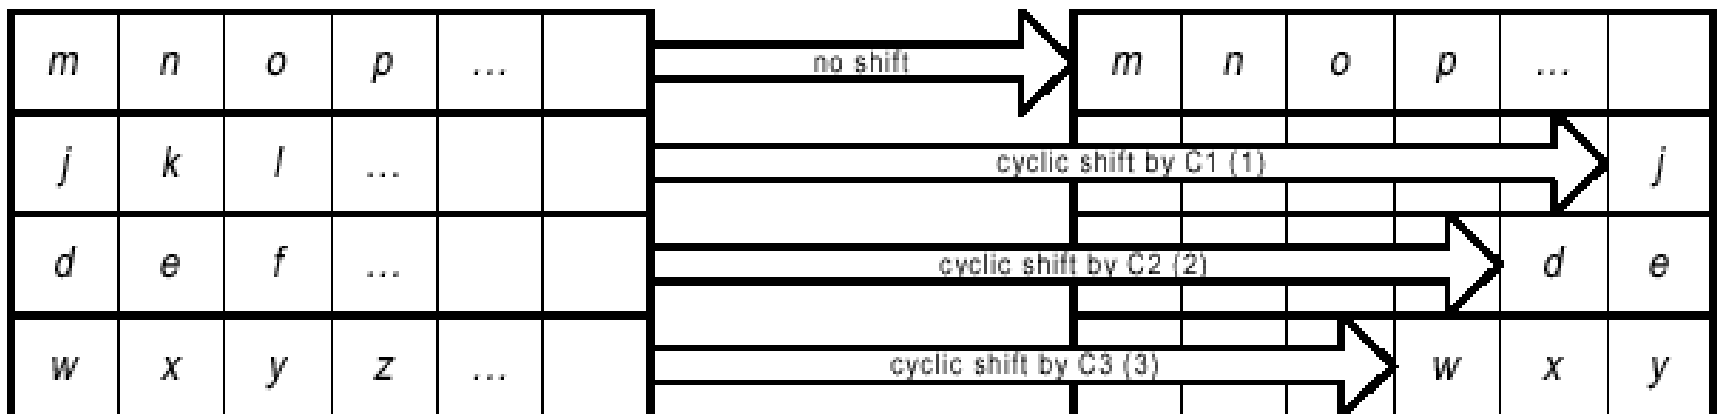 m n o p ... no shift m n o p ...
j k l ... cyclic shift by C1 (1) j
d e f ... cyclic shift by C2 (2) d e
w x y z ... cyclic shift by C3 (3) w x y